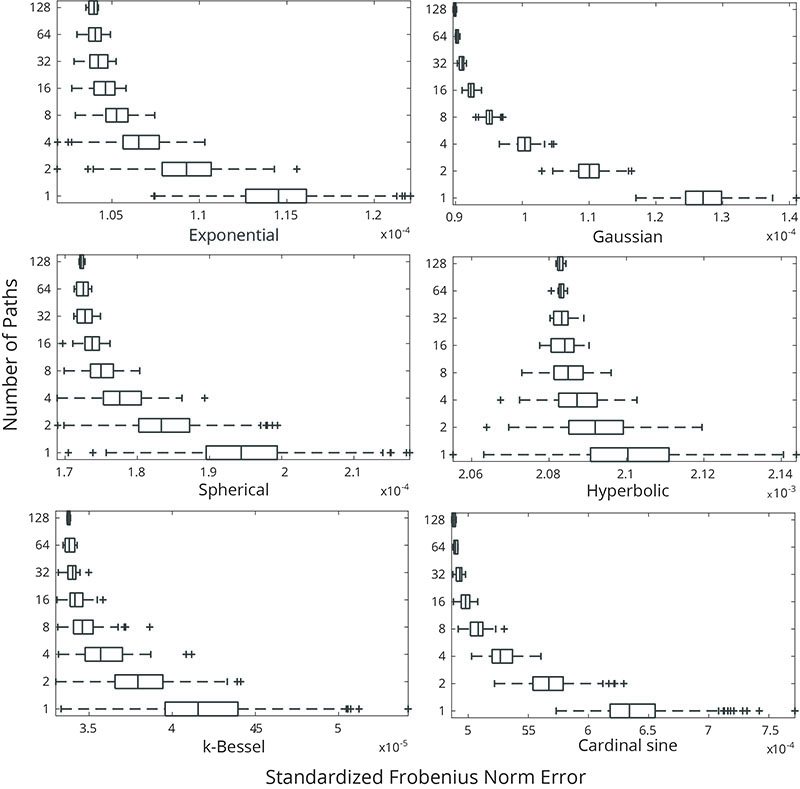 128
64
32
16
8
4
2
1
1.05 1.1 1.15 1.2
x10-4
Exponential
128
64
32
16
8
4
2
1
0.9 1 1.1 1.2 1.3 1.4
x10-4
Gaussian
Number of Paths
128
64
32
16
8
4
2
1
1.7 1.8 1.9 2 2.1
x10-4
Spherical
128
64
32
16
8
4
2
1
2.06 2.08 2.1 2.12 2.14
x10-3
Hyperbolic
128
64
32
16
8
4
2
1
3.5 4 45 5
x10-5
k-Bessel
128
64
32
16
8
4
2
1
5 55 6 6.5 7 7.5
x10-4
Cardinal sine
Standardized Frobenius Norm Error